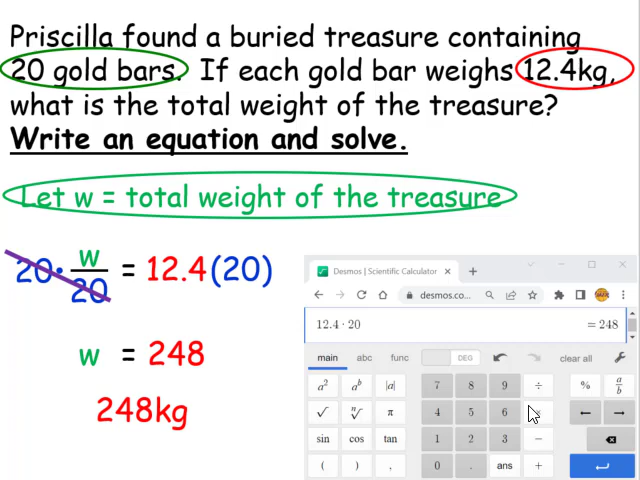 Priscilla found a buried treasure containing
20 gold bars. If each gold bar weighs 12.4kg,
what is the total weight of the treasure?
Write an equation and solve.
Let w = total weight of the treasure
20 · w/20 = 12.4(20)
w = 248
248kg
Desmos | Scientific Calculator
desmos.co...
12.4 · 20 = 248
main abc func DEG clear all
a² aᵇ |a| 7 8 9 ÷ % a/b
√ ⁿ√ π 4 5 6 × ← →
sin cos tan 1 2 3 −
( ) , 0 . ans +